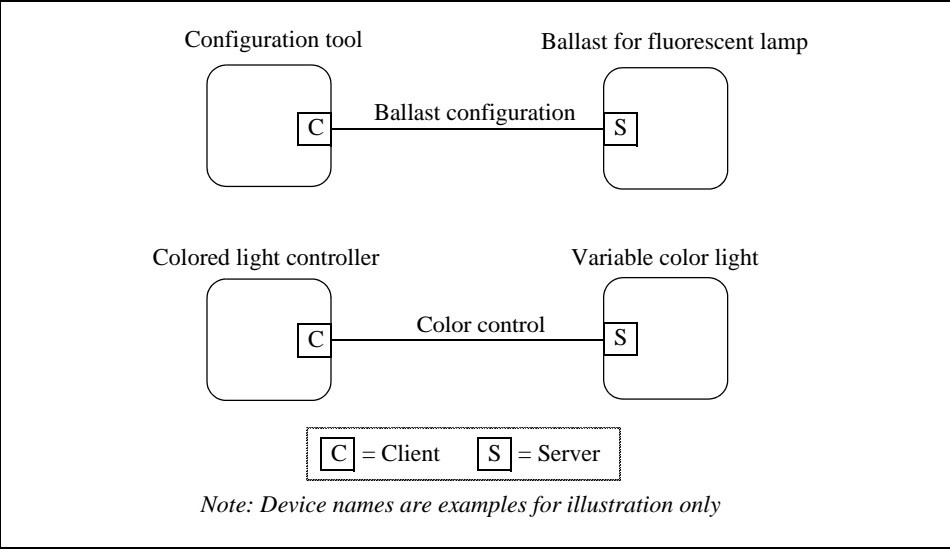 Configuration tool
Ballast for fluorescent lamp
C
Ballast configuration
S
Colored light controller
Variable color light
C
Color control
S
C = Client
S = Server
Note: Device names are examples for illustration only